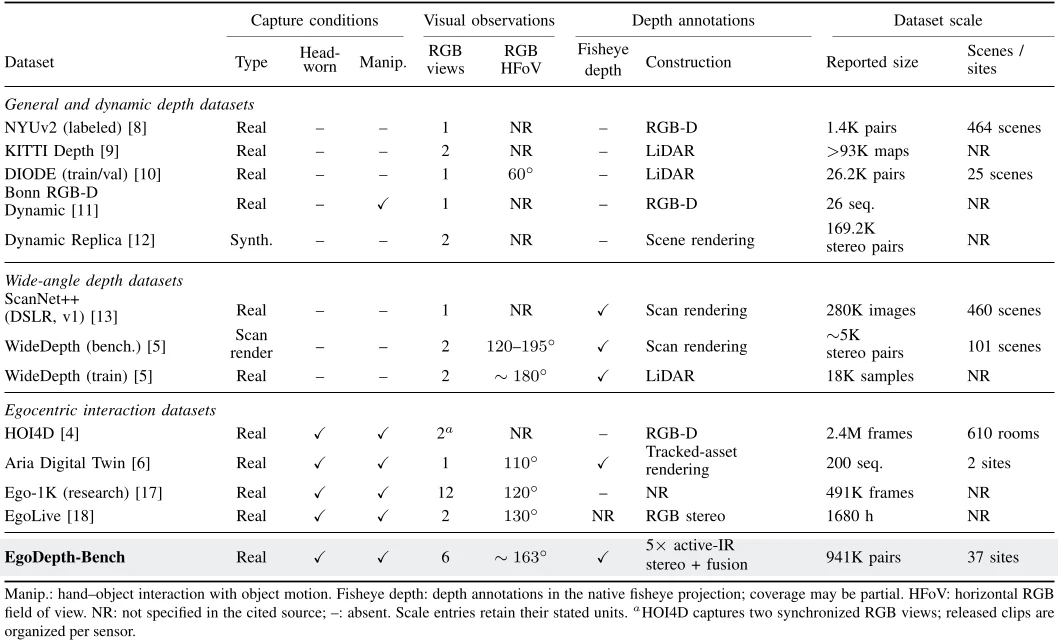 Capture conditions Visual observations Depth annotations Dataset scale
Dataset Type Head-worn Manip. RGB views RGB HFoV Fisheye depth Construction Reported size Scenes / sites
General and dynamic depth datasets
NYUv2 (labeled) [8] Real – – 1 NR – RGB-D 1.4K pairs 464 scenes
KITTI Depth [9] Real – – 2 NR – LiDAR >93K maps NR
DIODE (train/val) [10] Real – – 1 60° – LiDAR 26.2K pairs 25 scenes
Bonn RGB-D Dynamic [11] Real – ✓ 1 NR – RGB-D 26 seq. NR
Dynamic Replica [12] Synth. – – 2 NR – Scene rendering 169.2K stereo pairs NR
Wide-angle depth datasets
ScanNet++ (DSLR, v1) [13] Real – – 1 NR ✓ Scan rendering 280K images 460 scenes
WideDepth (bench.) [5] Scan render – – 2 120–195° ✓ Scan rendering ~5K stereo pairs 101 scenes
WideDepth (train) [5] Real – – 2 ~ 180° ✓ LiDAR 18K samples NR
Egocentric interaction datasets
HOI4D [4] Real ✓ ✓ 2a NR – RGB-D 2.4M frames 610 rooms
Aria Digital Twin [6] Real ✓ ✓ 1 110° ✓ Tracked-asset rendering 200 seq. 2 sites
Ego-1K (research) [17] Real ✓ ✓ 12 120° – NR 491K frames NR
EgoLive [18] Real ✓ ✓ 2 130° NR RGB stereo 1680 h NR
EgoDepth-Bench Real ✓ ✓ 6 ~ 163° ✓ 5× active-IR stereo + fusion 941K pairs 37 sites
Manip.: hand–object interaction with object motion. Fisheye depth: depth annotations in the native fisheye projection; coverage may be partial. HFoV: horizontal RGB
field of view. NR: not specified in the cited source; –: absent. Scale entries retain their stated units. aHOI4D captures two synchronized RGB views; released clips are
organized per sensor.